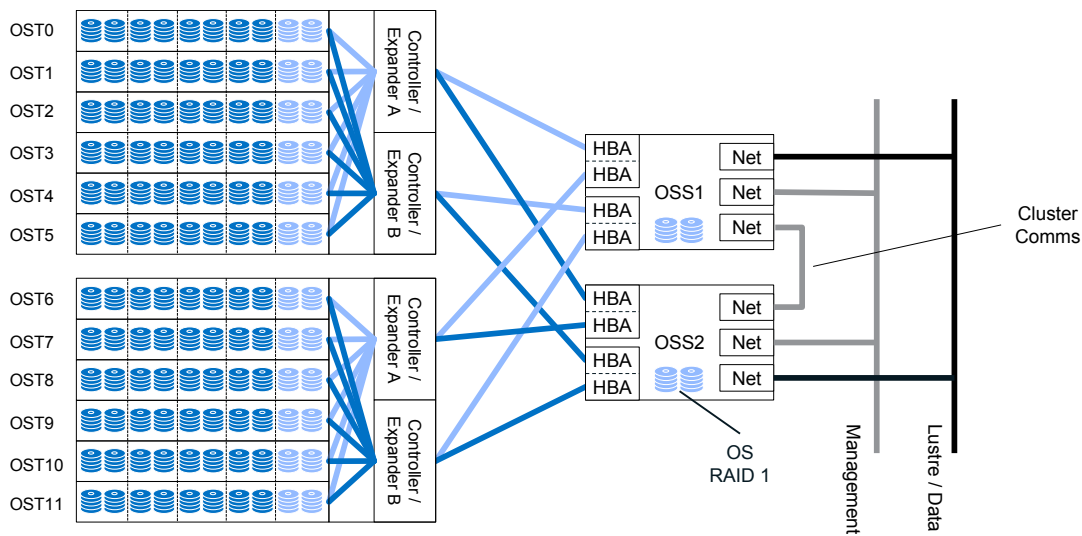 OST0
OST1
OST2
OST3
OST4
OST5
Controller /
Expander A
Controller /
Expander B
OST6
OST7
OST8
OST9
OST10
OST11
Controller /
Expander A
Controller /
Expander B
HBA
HBA
HBA
HBA
OSS1
Net
Net
Net
HBA
HBA
HBA
HBA
OSS2
Net
Net
Net
OS
RAID 1
Cluster
Comms
Management
Lustre / Data